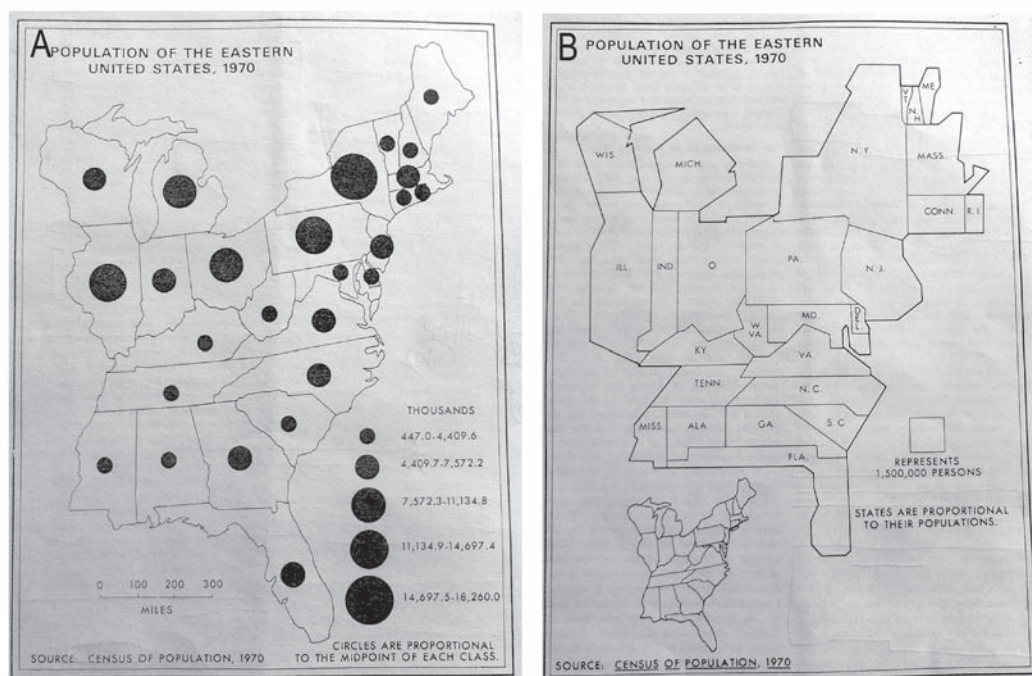 A
POPULATION OF THE EASTERN
UNITED STATES, 1970
THOUSANDS
447.0-4,409.6
4,409.7-7,572.2
7,572.3-11,134.8
11,134.9-14,697.4
14,697.5-18,260.0
0 100 200 300
MILES
CIRCLES ARE PROPORTIONAL
TO THE MIDPOINT OF EACH CLASS.
SOURCE: CENSUS OF POPULATION, 1970
B
POPULATION OF THE EASTERN
UNITED STATES, 1970
VT.
N.H.
ME.
WIS.
MICH.
N.Y.
MASS.
CONN.
R.I.
ILL.
IND.
O.
PA.
N.J.
W.
VA.
MD.
DEL.
KY.
VA.
TENN.
N.C.
MISS.
ALA.
GA.
S.C.
FLA.
REPRESENTS
1,500,000 PERSONS
STATES ARE PROPORTIONAL
TO THEIR POPULATIONS.
SOURCE: CENSUS OF POPULATION, 1970